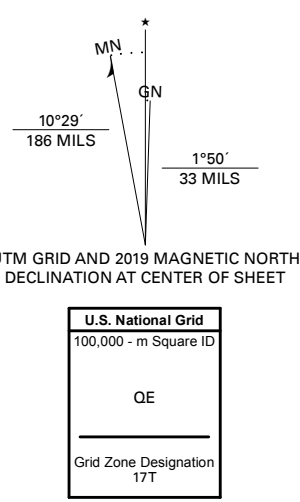 ★
MN
GN
10°29´
186 MILS
1°50´
33 MILS
UTM GRID AND 2019 MAGNETIC NORTH
DECLINATION AT CENTER OF SHEET
U.S. National Grid
100,000 - m Square ID
QE
Grid Zone Designation
17T